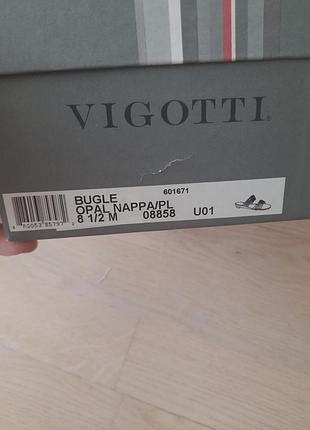 VIGOTTI®
BUGLE 601671
OPAL NAPPA/PL
8 1/2 M 08858 U01